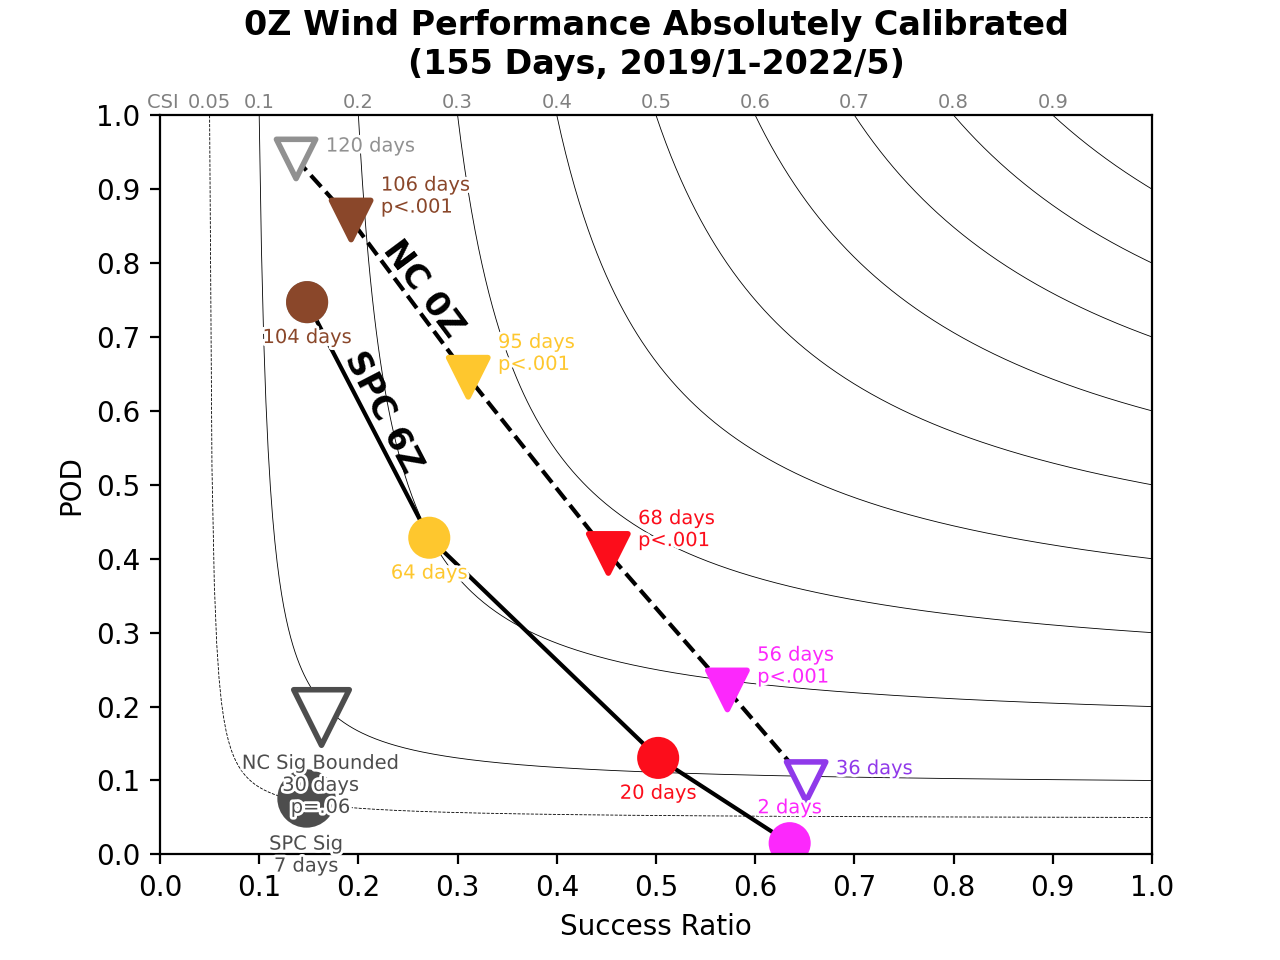 0Z Wind Performance Absolutely Calibrated
(155 Days, 2019/1-2022/5)
CSI 0.05 0.1 0.2 0.3 0.4 0.5 0.6 0.7 0.8 0.9
1.0
120 days
0.9
106 days
p<.001
0.8
NC 0Z
104 days
0.7
95 days
p<.001
SPC 6Z
0.6
0.5
POD
68 days
p<.001
0.4
64 days
0.3
56 days
p<.001
0.2
NC Sig Bounded
30 days
p=.06
36 days
0.1
20 days
2 days
SPC Sig
7 days
0.0
0.0 0.1 0.2 0.3 0.4 0.5 0.6 0.7 0.8 0.9 1.0
Success Ratio